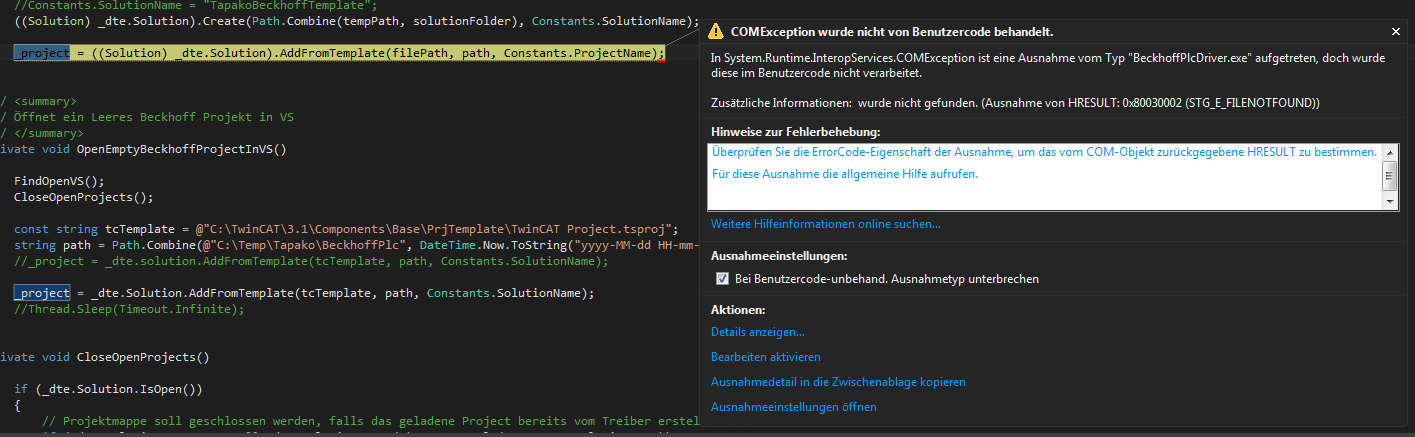 //Constants.SolutionName = "TapakoBeckhoffTemplate";
((Solution) _dte.Solution).Create(Path.Combine(tempPath, solutionFolder), Constants.SolutionName);
_project = ((Solution) _dte.Solution).AddFromTemplate(filePath, path, Constants.ProjectName);
/ <summary>
/ Öffnet ein Leeres Beckhoff Projekt in VS
/ </summary>
ivate void OpenEmptyBeckhoffProjectInVS()
FindOpenVS();
CloseOpenProjects();
const string tcTemplate = @"C:\TwinCAT\3.1\Components\Base\PrjTemplate\TwinCAT Project.tsproj";
string path = Path.Combine(@"C:\Temp\Tapako\BeckhoffPlc", DateTime.Now.ToString("yyyy-MM-dd HH-mm-
//_project = _dte.solution.AddFromTemplate(tcTemplate, path, Constants.SolutionName);
_project = _dte.Solution.AddFromTemplate(tcTemplate, path, Constants.SolutionName);
//Thread.Sleep(Timeout.Infinite);
ivate void CloseOpenProjects()
if (_dte.Solution.IsOpen())
{
// Projektmappe soll geschlossen werden, falls das geladene Project bereits vom Treiber erstel
COMException wurde nicht von Benutzercode behandelt.
In System.Runtime.InteropServices.COMException ist eine Ausnahme vom Typ "BeckhoffPlcDriver.exe" aufgetreten, doch wurde
diese im Benutzercode nicht verarbeitet.
Zusätzliche Informationen: wurde nicht gefunden. (Ausnahme von HRESULT: 0x80030002 (STG_E_FILENOTFOUND))
Hinweise zur Fehlerbehebung:
Überprüfen Sie die ErrorCode-Eigenschaft der Ausnahme, um das vom COM-Objekt zurückgegebene HRESULT zu bestimmen.
Für diese Ausnahme die allgemeine Hilfe aufrufen.
Weitere Hilfeinformationen online suchen...
Ausnahmeeinstellungen:
Bei Benutzercode-unbehand. Ausnahmetyp unterbrechen
Aktionen:
Details anzeigen...
Bearbeiten aktivieren
Ausnahmedetail in die Zwischenablage kopieren
Ausnahmeeinstellungen öffnen